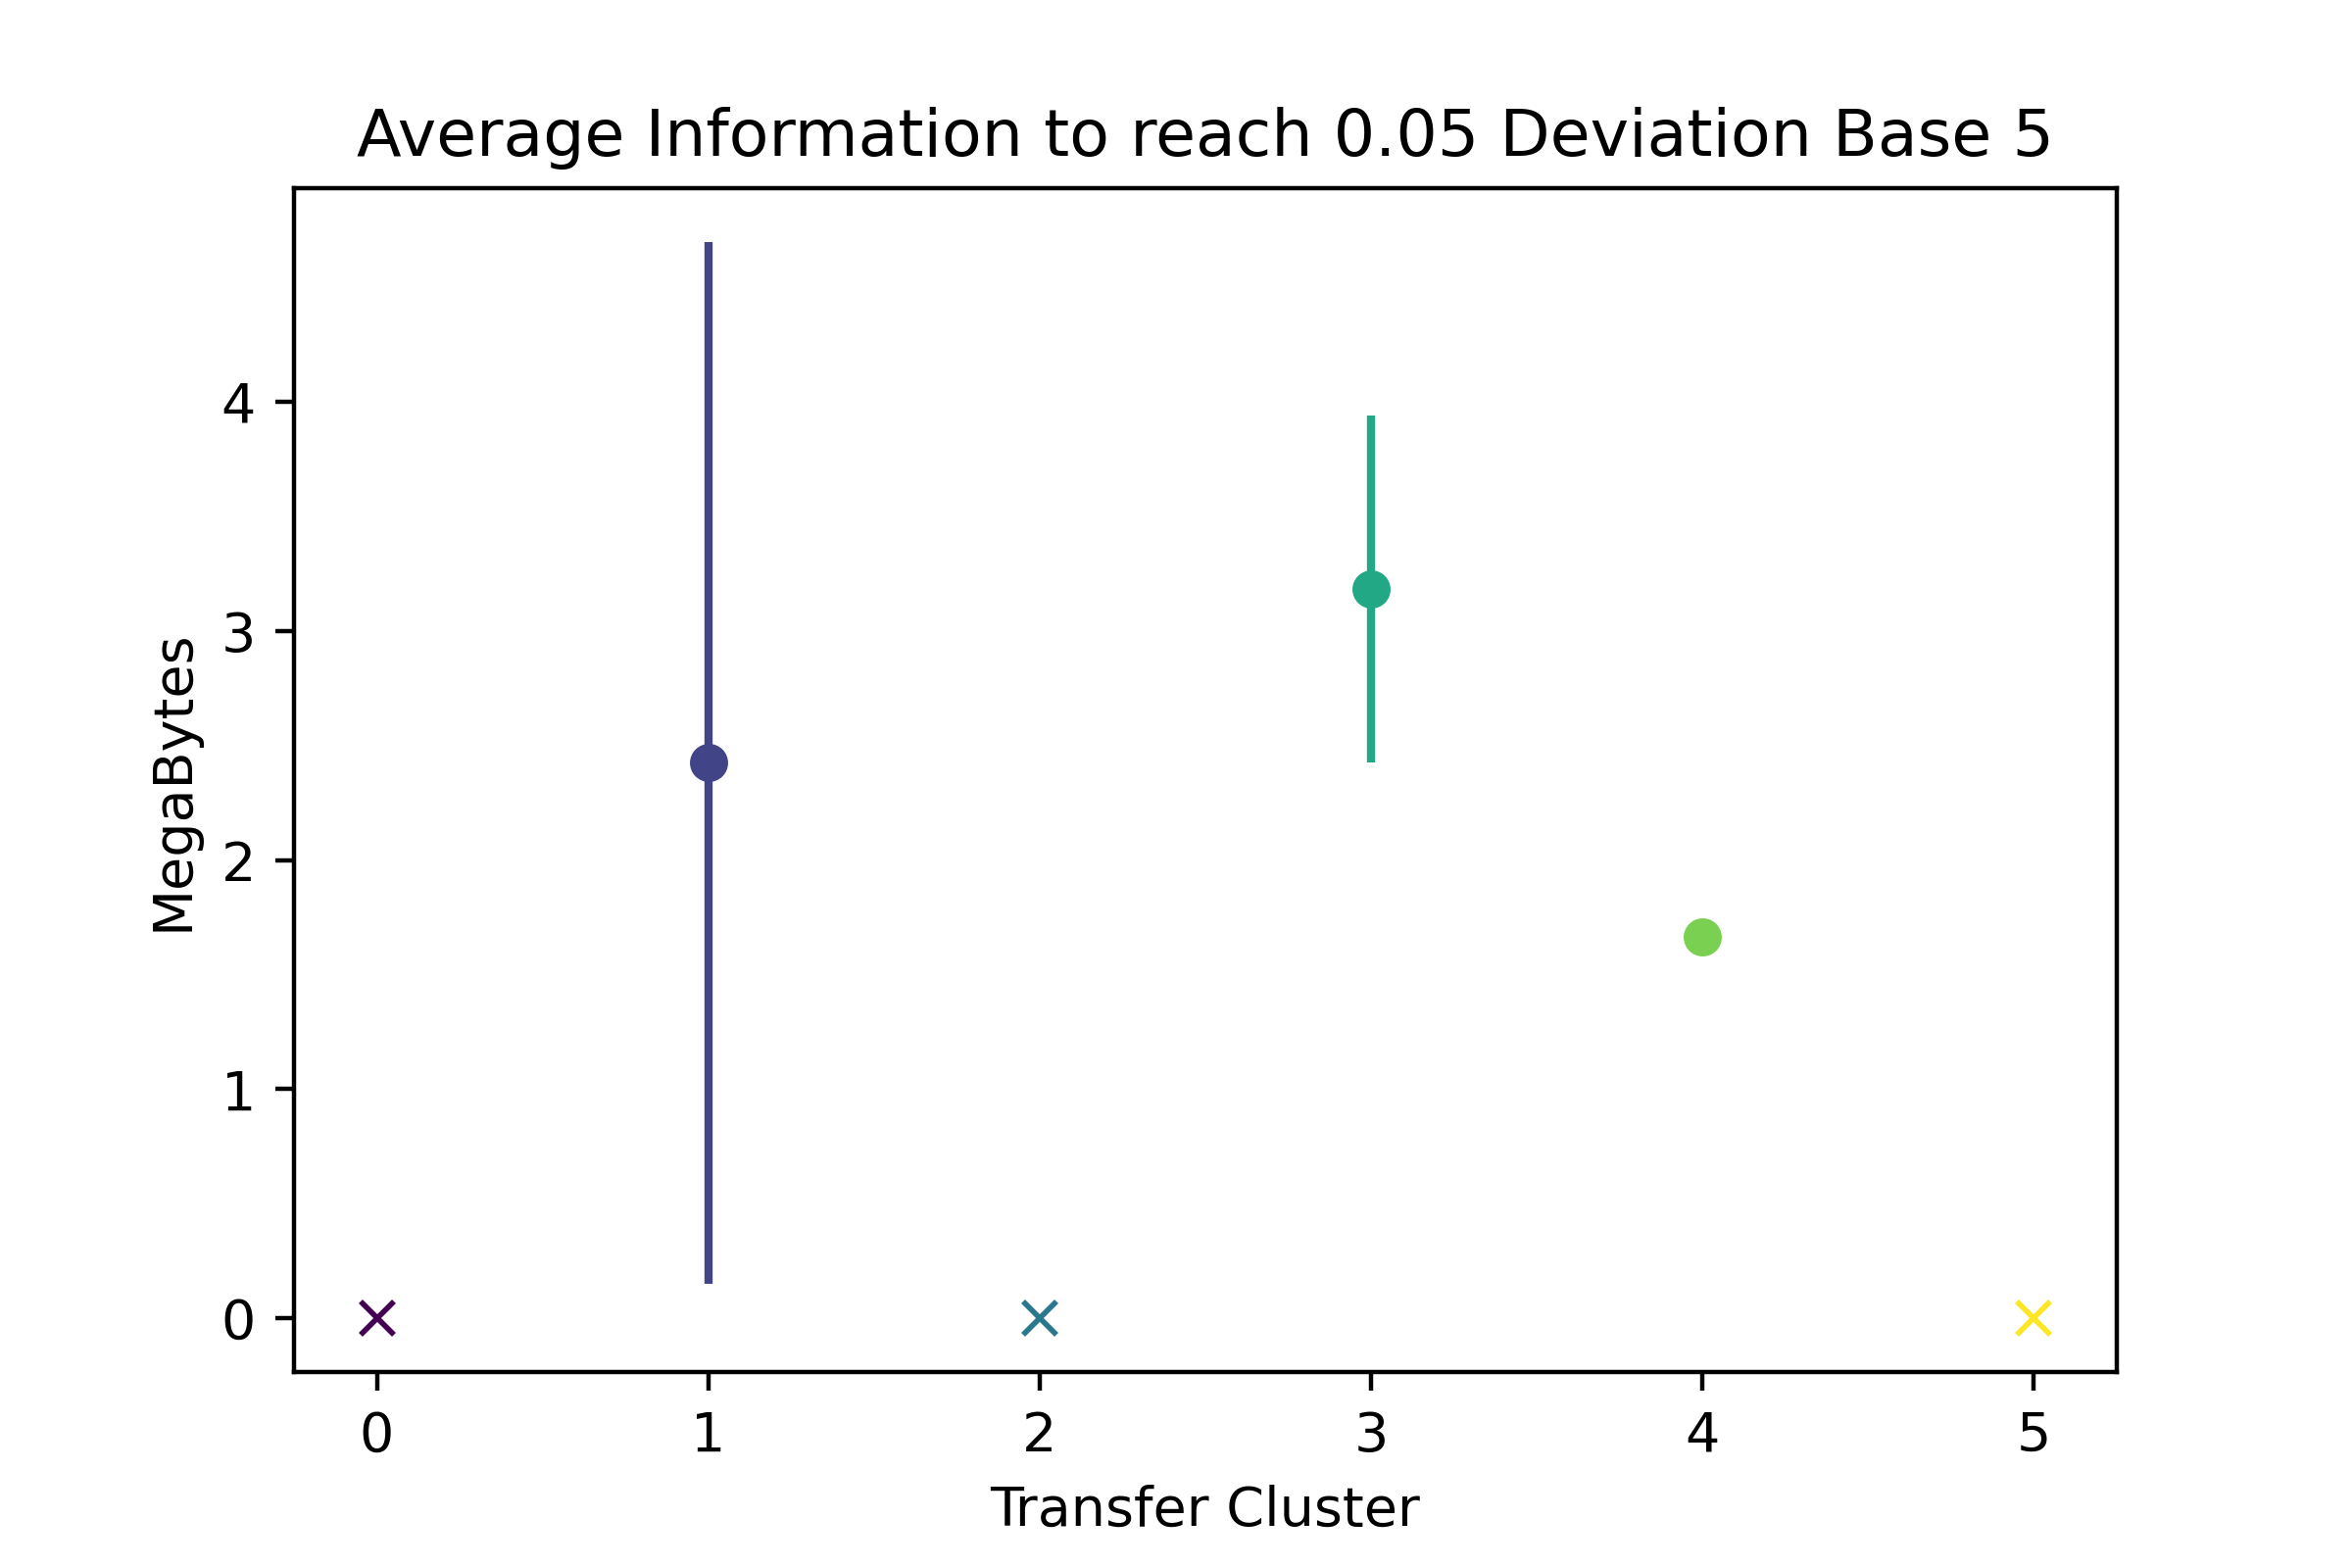 Average Information to reach 0.05 Deviation Base 5
MegaBytes
4
3
2
1
0
0 1 2 3 4 5
Transfer Cluster